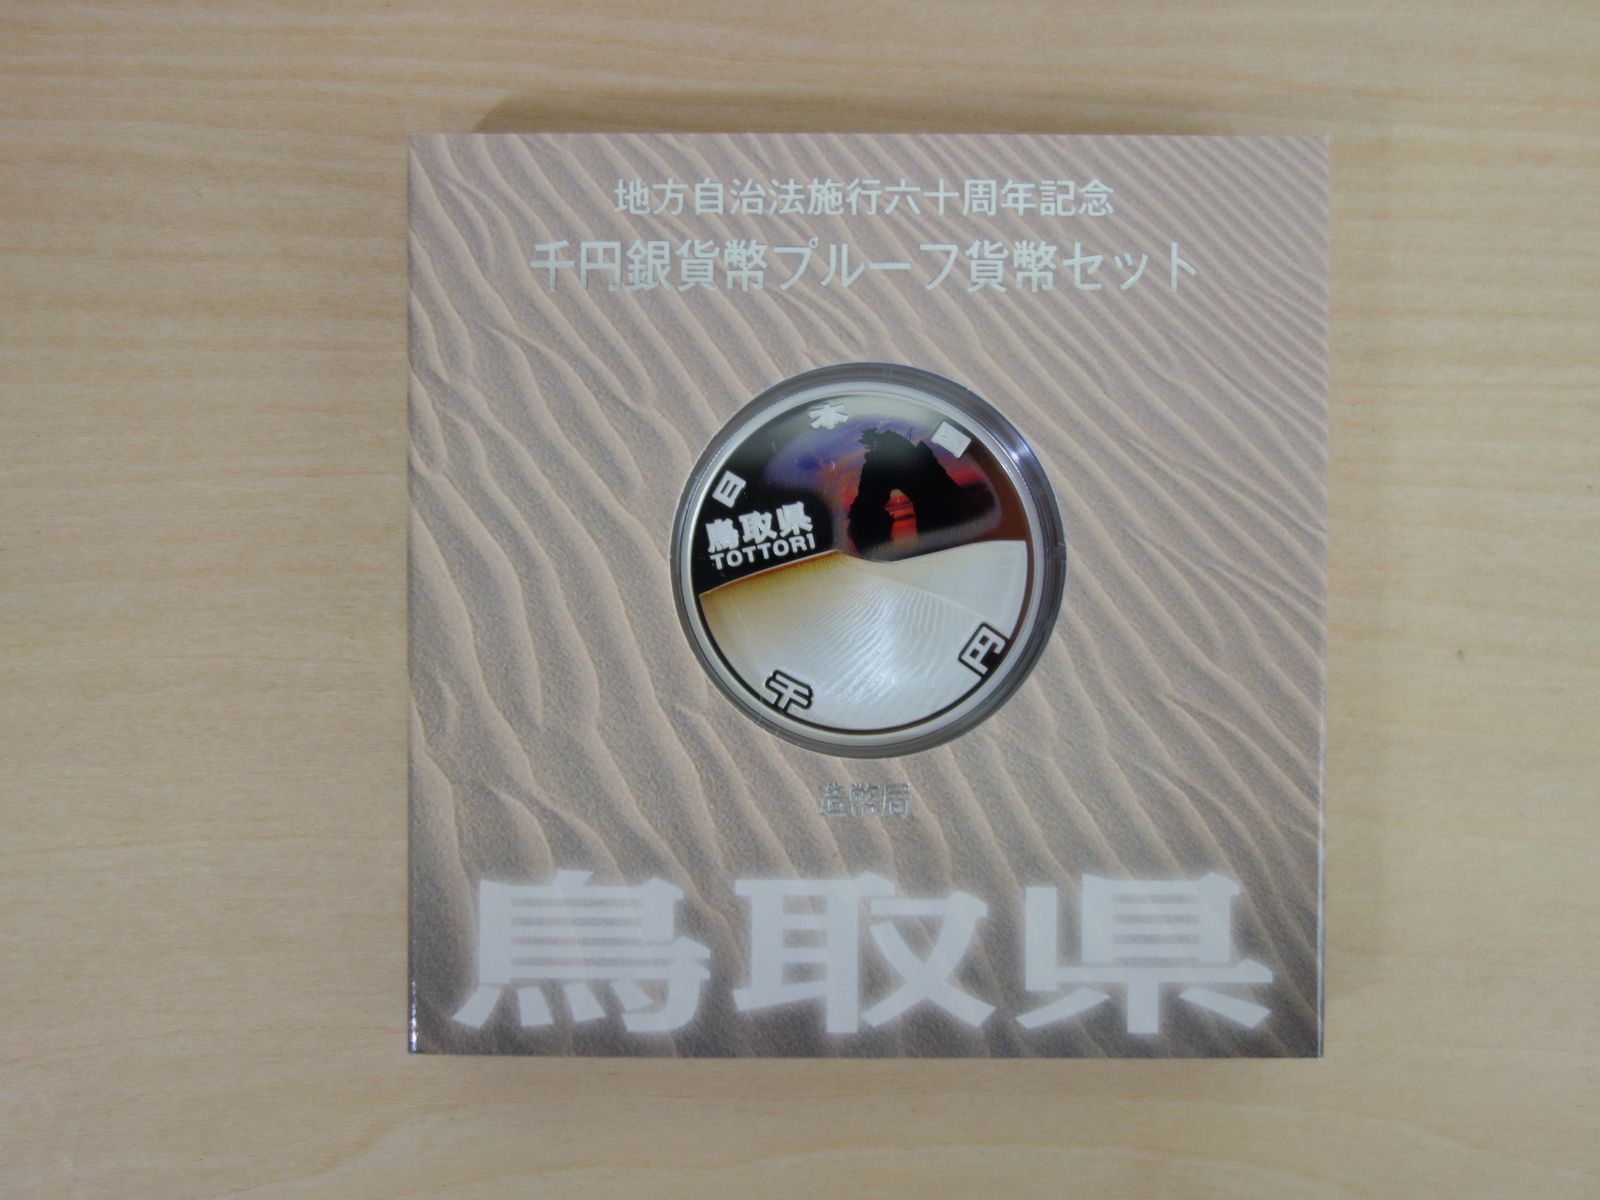 地方自治法施行六十周年記念
千円銀貨幣プルーフ貨幣セット
日本国
鳥取県
TOTTORI
千円
造幣局
鳥取県